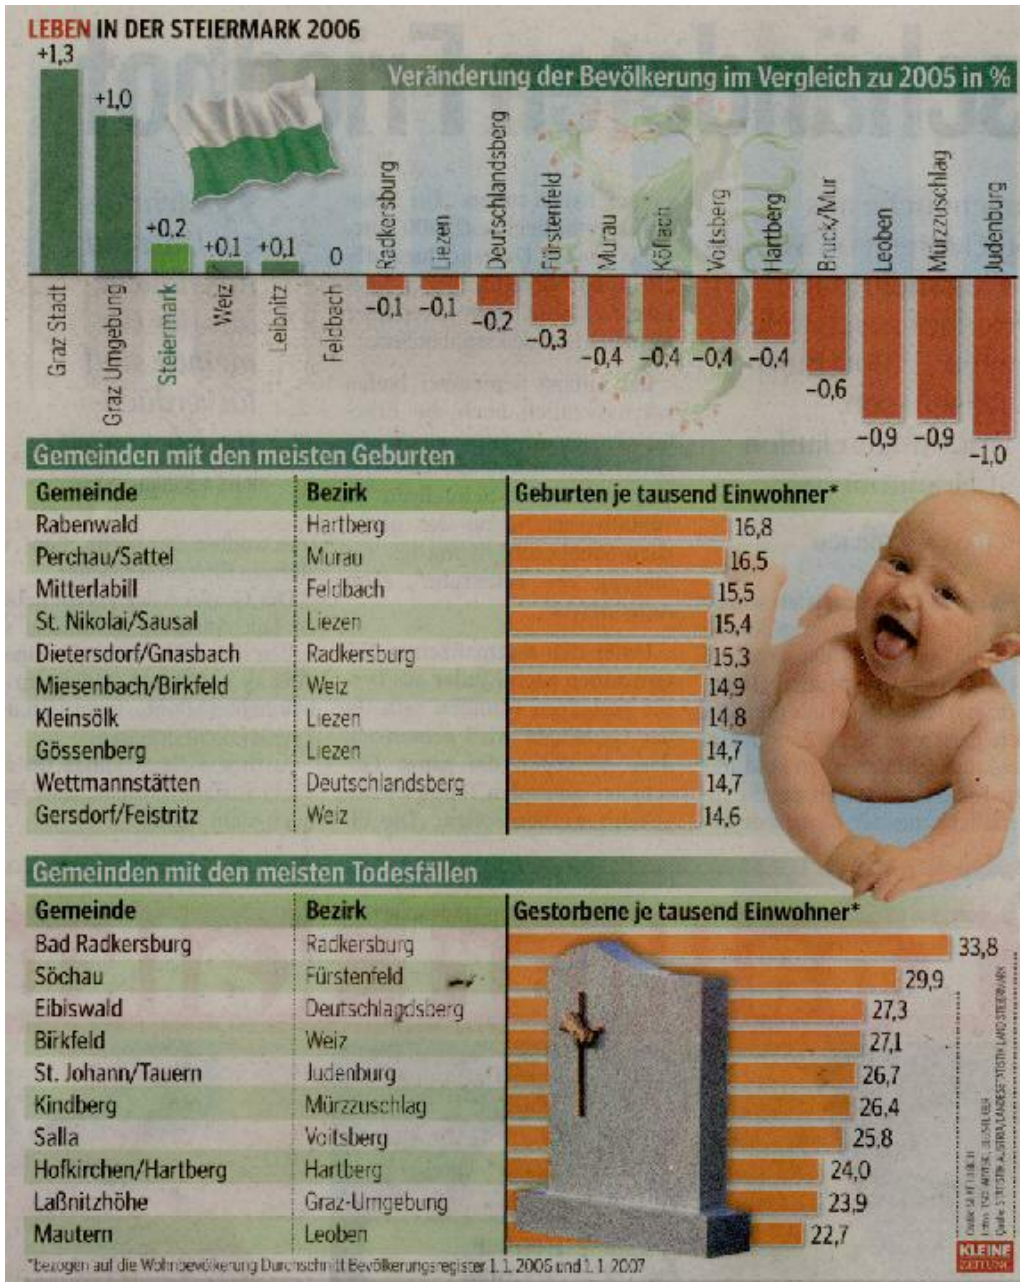 LEBEN IN DER STEIERMARK 2006
Veränderung der Bevölkerung im Vergleich zu 2005 in %
+1,3
Graz Stadt
+1,0
Graz Umgebung
+0,2
Steiermark
+0,1
Weiz
+0,1
Leibnitz
0
Feldbach
Radkersburg
-0,1
Liezen
-0,1
Deutschlandsberg
-0,2
Fürstenfeld
-0,3
Murau
-0,4
Köflach
-0,4
Voitsberg
-0,4
Hartberg
-0,4
Bruck/Mur
-0,6
Leoben
-0,9
Mürzzuschlag
-0,9
Judenburg
-1,0
Gemeinden mit den meisten Geburten
Gemeinde Bezirk Geburten je tausend Einwohner*
Rabenwald Hartberg 16,8
Perchau/Sattel Murau 16,5
Mitterlabill Feldbach 15,5
St. Nikolai/Sausal Liezen 15,4
Dietersdorf/Gnasbach Radkersburg 15,3
Miesenbach/Birkfeld Weiz 14,9
Kleinsölk Liezen 14,8
Gössenberg Liezen 14,7
Wettmannstätten Deutschlandsberg 14,7
Gersdorf/Feistritz Weiz 14,6
Gemeinden mit den meisten Todesfällen
Gemeinde Bezirk Gestorbene je tausend Einwohner*
Bad Radkersburg Radkersburg 33,8
Söchau Fürstenfeld 29,9
Eibiswald Deutschlandsberg 27,3
Birkfeld Weiz 27,1
St. Johann/Tauern Judenburg 26,7
Kindberg Mürzzuschlag 26,4
Salla Voitsberg 25,8
Hofkirchen/Hartberg Hartberg 24,0
Laßnitzhöhe Graz-Umgebung 23,9
Mautern Leoben 22,7
*bezogen auf die Wohnbevölkerung Durchschnitt Bevölkerungsregister 1.1.2006 und 1.1.2007
Quelle: STATISTIK AUSTRIA/LANDESSTATISTIK LAND STEIERMARK
KLEINE
ZEITUNG